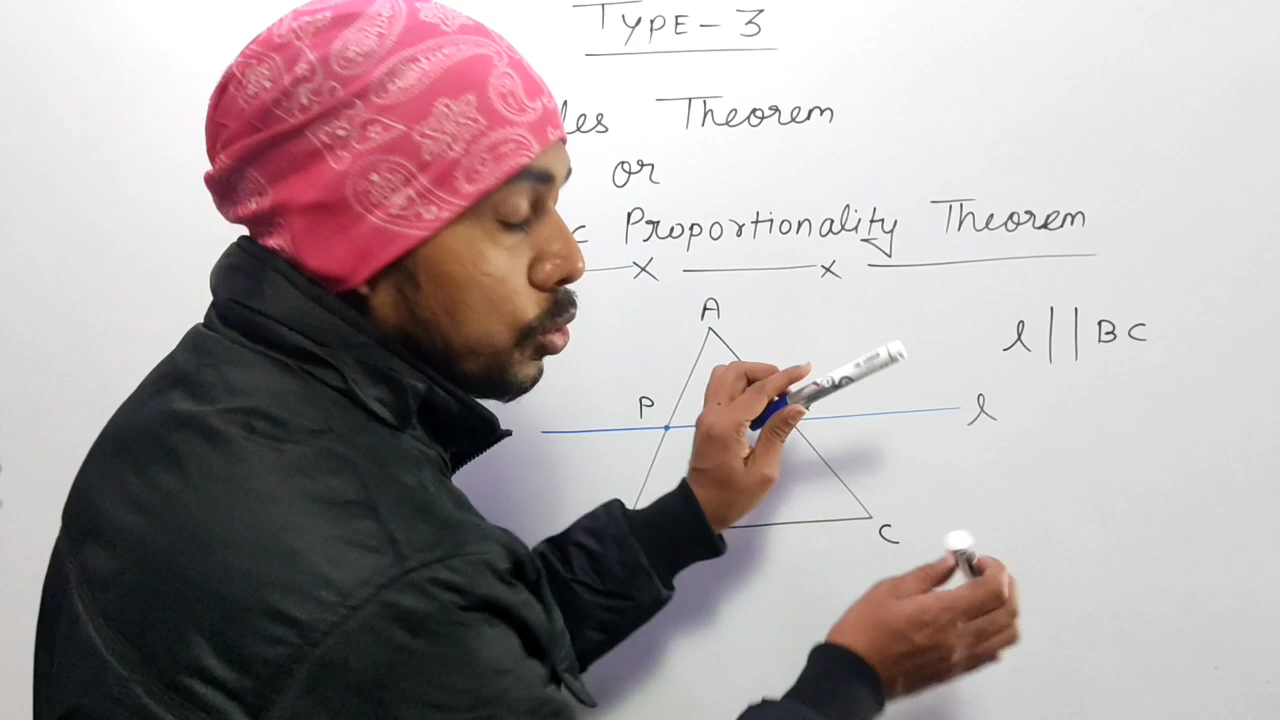 TYPE-3
les Theorem
or
c Proportionality Theorem
A
l || BC
P
l
C